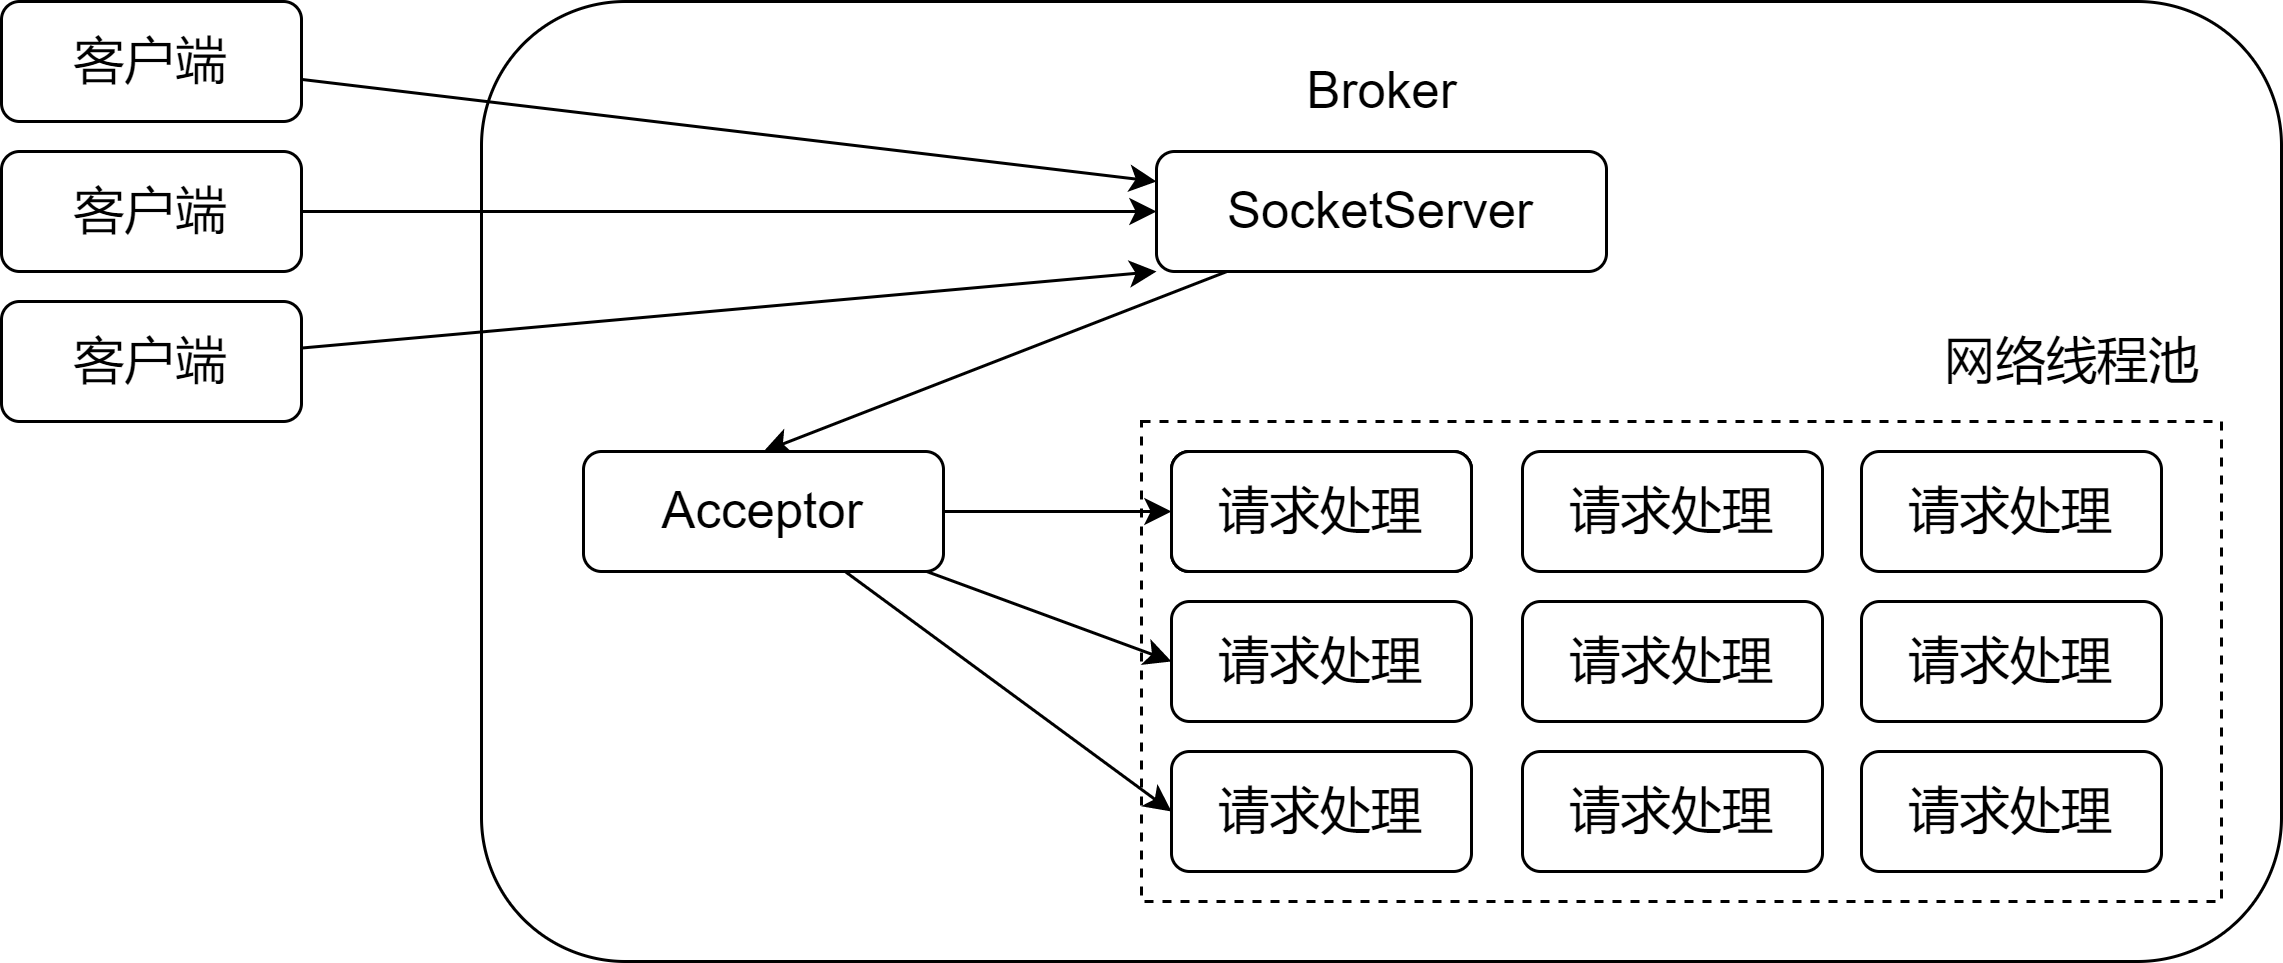 客户端
客户端
客户端
Broker
SocketServer
网络线程池
Acceptor
请求处理
请求处理
请求处理
请求处理
请求处理
请求处理
请求处理
请求处理
请求处理